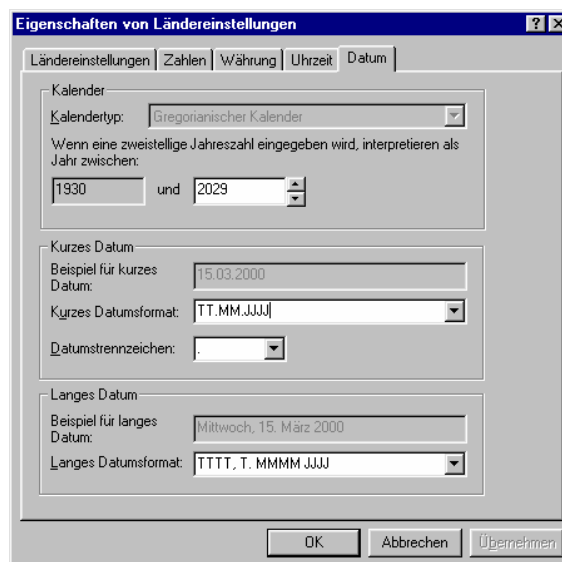 Eigenschaften von Ländereinstellungen
Ländereinstellungen Zahlen Währung Uhrzeit Datum
Kalender
Kalendertyp: Gregorianischer Kalender
Wenn eine zweistellige Jahreszahl eingegeben wird, interpretieren als
Jahr zwischen:
1930 und 2029
Kurzes Datum
Beispiel für kurzes
Datum: 15.03.2000
Kurzes Datumsformat: TT.MM.JJJJ
Datumstrennzeichen: .
Langes Datum
Beispiel für langes
Datum: Mittwoch, 15. März 2000
Langes Datumsformat: TTTT, T. MMMM JJJJ
OK Abbrechen Übernehmen